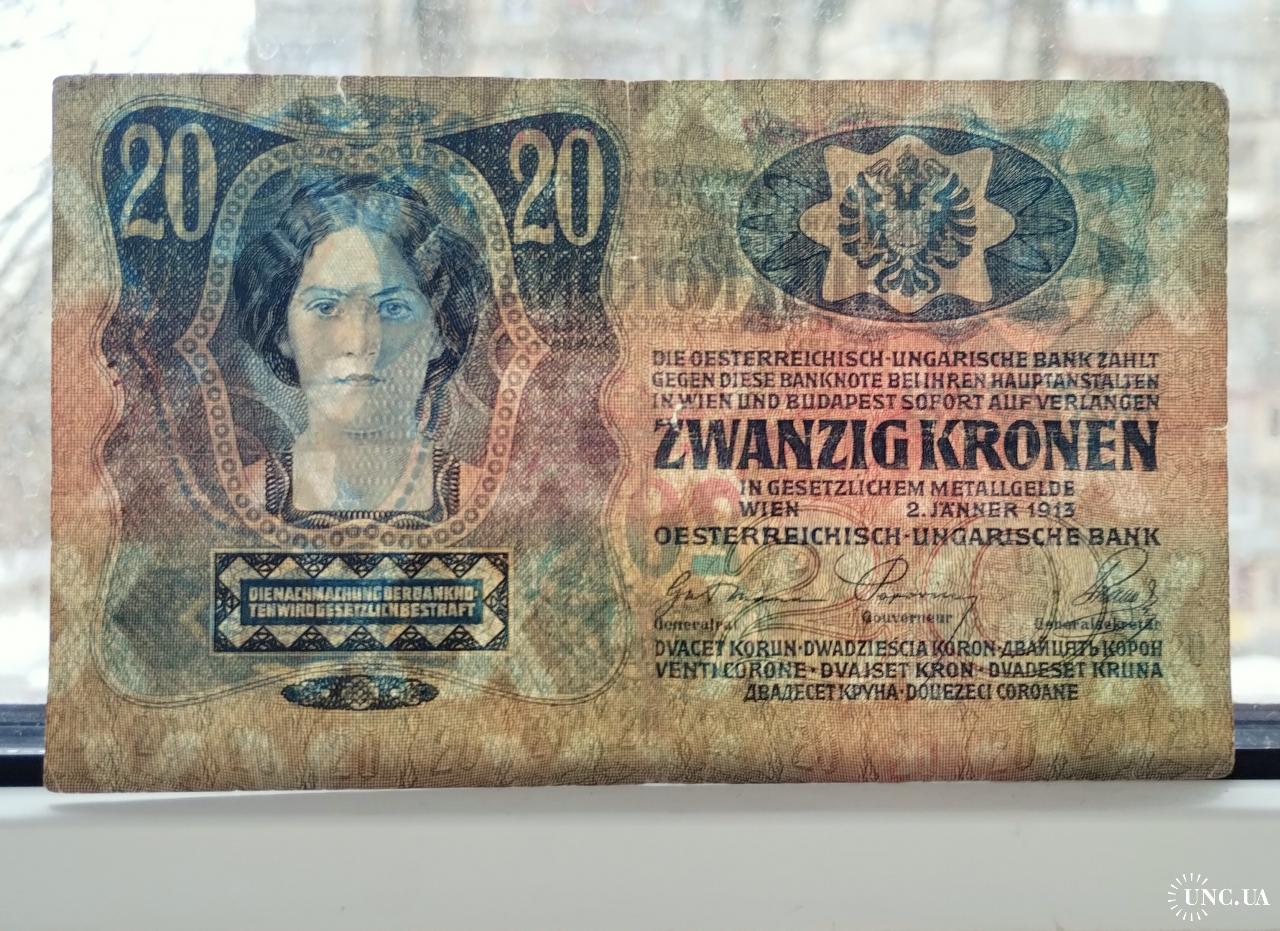 20
20
DIE OESTERREICHISCH-UNGARISCHE BANK ZAHLT
GEGEN DIESE BANKNOTE BEI IHREN HAUPTANSTALTEN
IN WIEN UND BUDAPEST SOFORT AUF VERLANGEN
ZWANZIG KRONEN
IN GESETZLICHEM METALLGELDE
WIEN 2. JÄNNER 1913
OESTERREICHISCH-UNGARISCHE BANK
DIE NACHMACHUNG DER BANKNO-
TEN WIRD GESETZLICH BESTRAFT
Generalrat Gouverneur Generalsekretär
DVACET KORUN · DWADZIEŚCIA KORON · ДВАЙЦЯТЬ КОРОН
VENTI CORONE · DVAJSET KRON · DVADESET KRUNA
ДВАДЕСЕТ КРУНА · DOUEZECI COROANE
UNC.UA